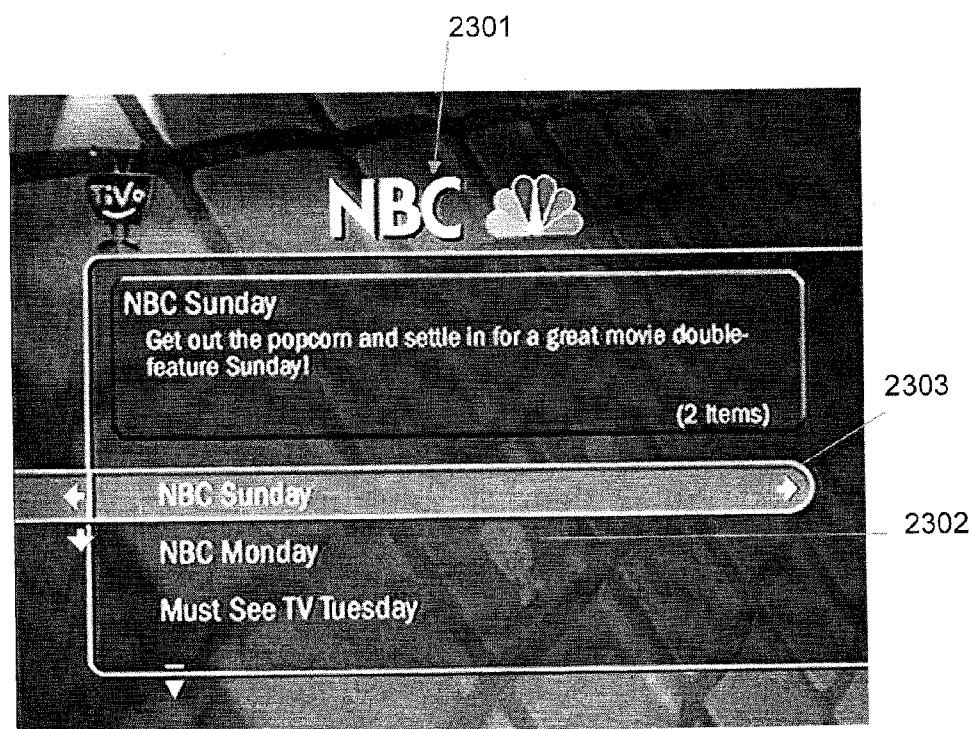 2301
TiVo
NBC
NBC Sunday
Get out the popcorn and settle in for a great movie double-
feature Sunday!
(2 Items)
2303
NBC Sunday
2302
NBC Monday
Must See TV Tuesday